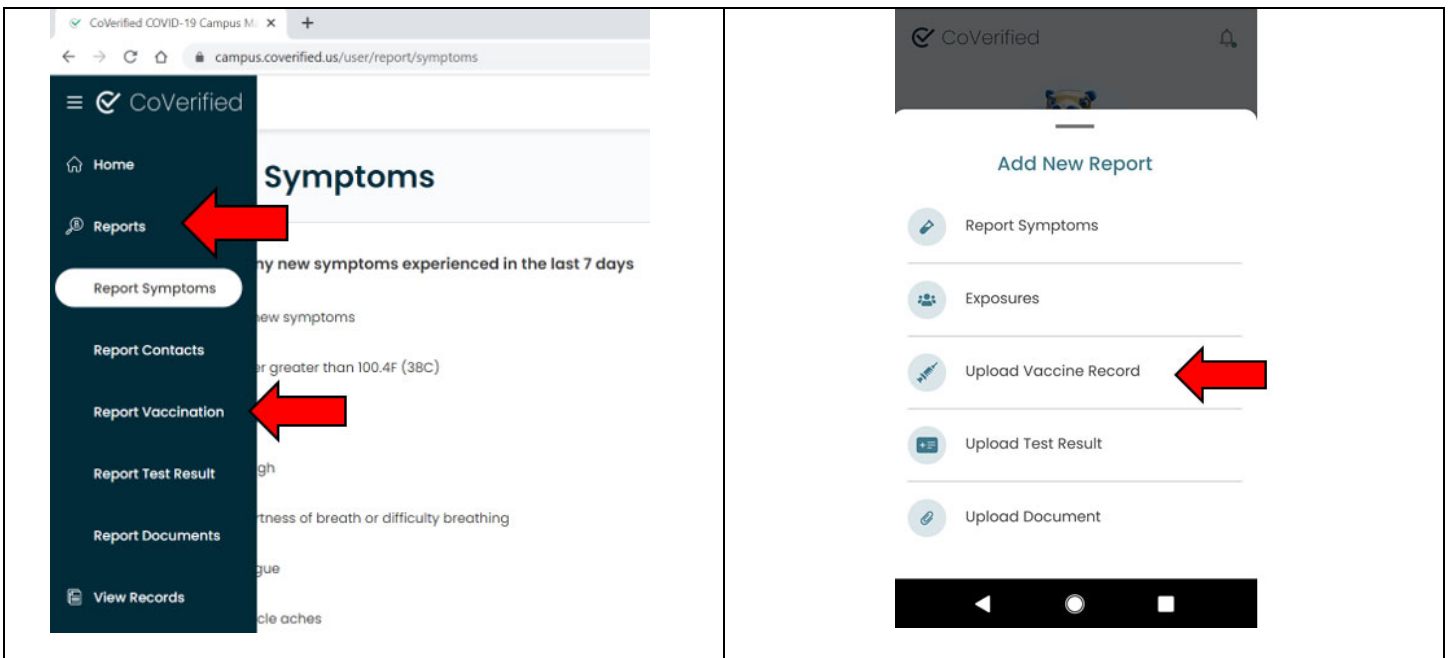 CoVerified COVID-19 Campus M
campus.coverified.us/user/report/symptoms
CoVerified
Home
Reports
Report Symptoms
Report Contacts
Report Vaccination
Report Test Result
Report Documents
View Records
Symptoms
ny new symptoms experienced in the last 7 days
new symptoms
er greater than 100.4F (38C)
gh
rtness of breath or difficulty breathing
gue
cle aches
CoVerified
Add New Report
Report Symptoms
Exposures
Upload Vaccine Record
Upload Test Result
Upload Document